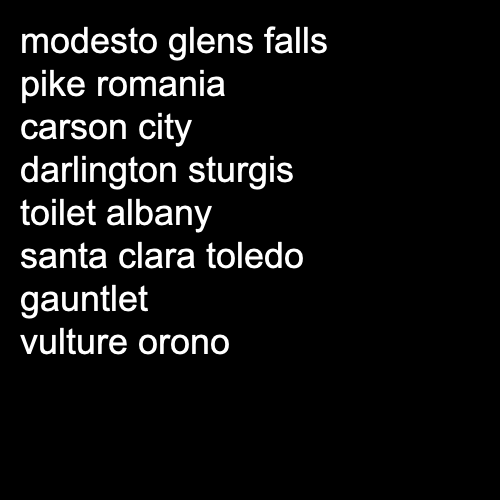 modesto glens falls
pike romania
carson city
darlington sturgis
toilet albany
santa clara toledo
gauntlet
vulture orono